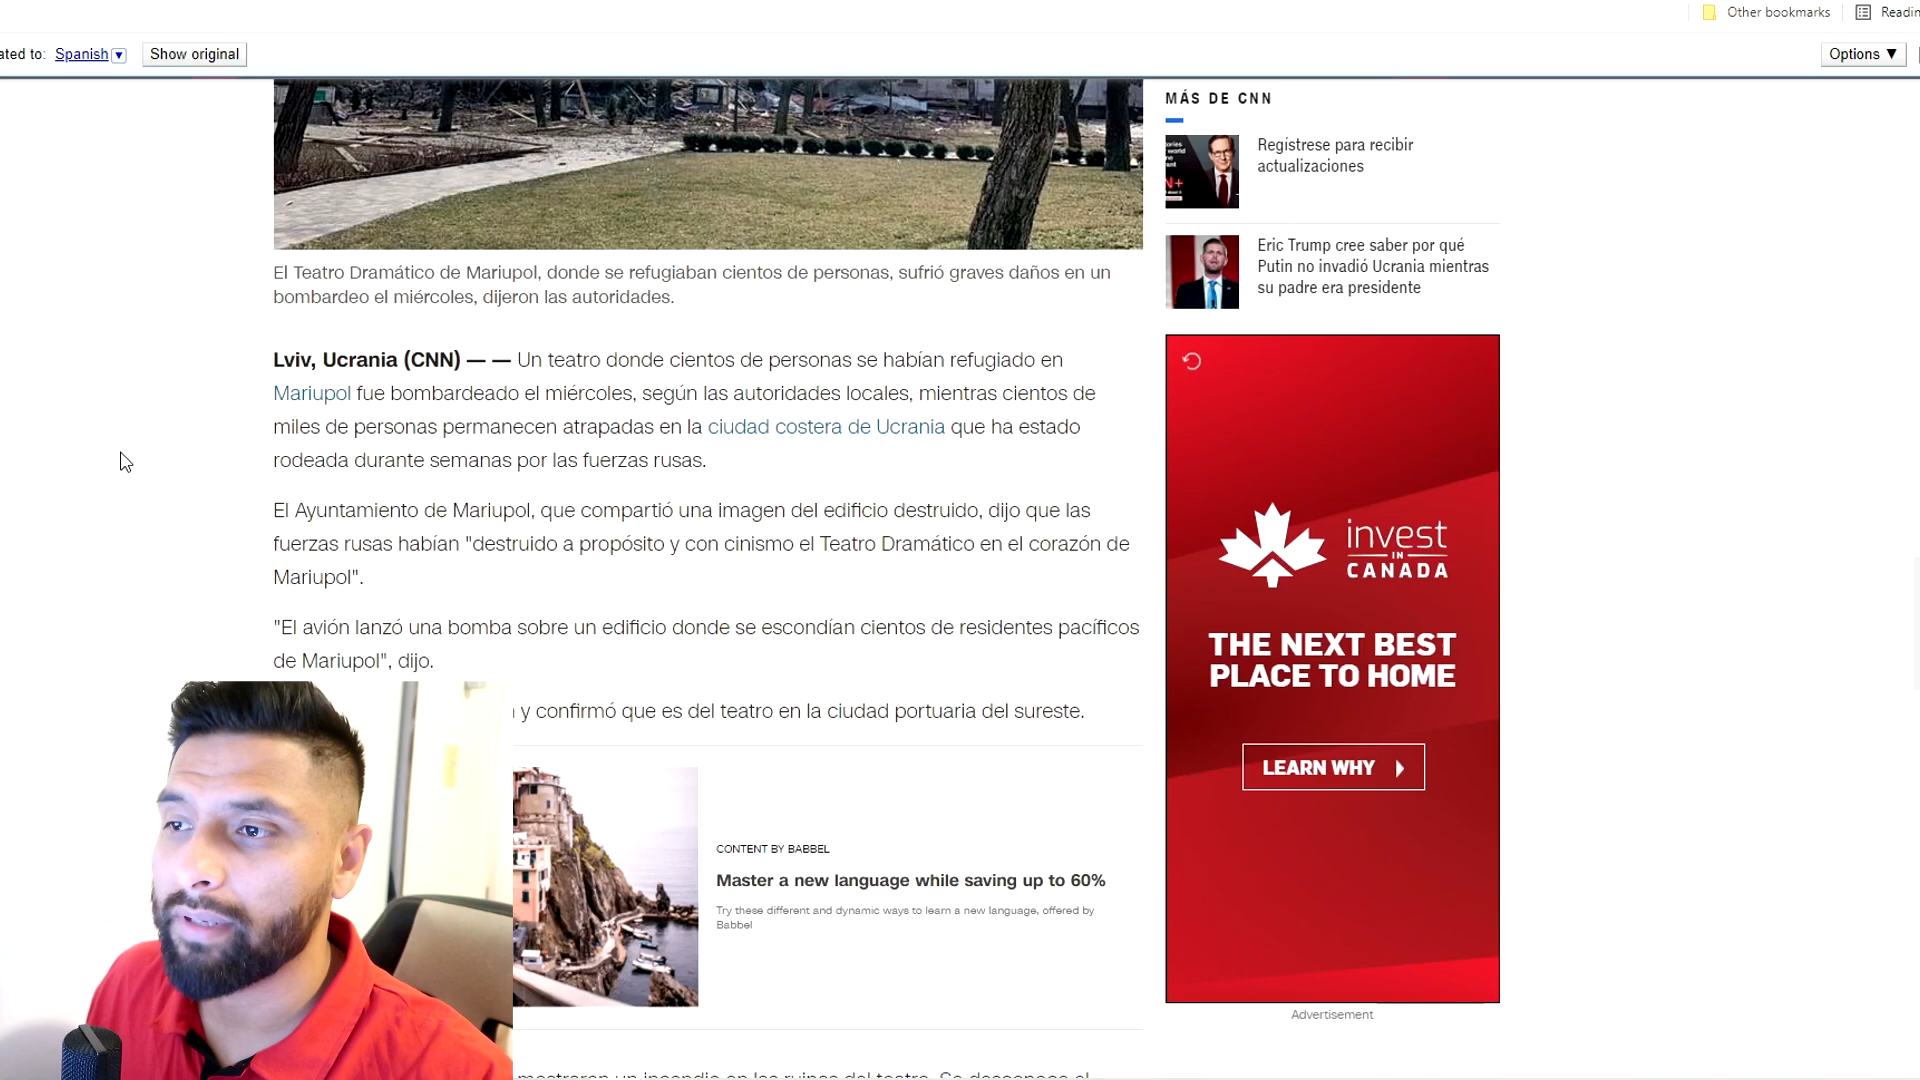 Other bookmarks
ated to: Spanish
Show original
Options
MÁS DE CNN
Regístrese para recibir
actualizaciones
Eric Trump cree saber por qué
Putin no invadió Ucrania mientras
su padre era presidente
El Teatro Dramático de Mariupol, donde se refugiaban cientos de personas, sufrió graves daños en un
bombardeo el miércoles, dijeron las autoridades.
Lviv, Ucrania (CNN) — — Un teatro donde cientos de personas se habían refugiado en
Mariupol fue bombardeado el miércoles, según las autoridades locales, mientras cientos de
miles de personas permanecen atrapadas en la ciudad costera de Ucrania que ha estado
rodeada durante semanas por las fuerzas rusas.
El Ayuntamiento de Mariupol, que compartió una imagen del edificio destruido, dijo que las
fuerzas rusas habían "destruido a propósito y con cinismo el Teatro Dramático en el corazón de
Mariupol".
"El avión lanzó una bomba sobre un edificio donde se escondían cientos de residentes pacíficos
de Mariupol", dijo.
y confirmó que es del teatro en la ciudad portuaria del sureste.
CONTENT BY BABBEL
Master a new language while saving up to 60%
Try these different and dynamic ways to learn a new language, offered by
Babbel
invest
IN
CANADA
THE NEXT BEST
PLACE TO HOME
LEARN WHY
Advertisement